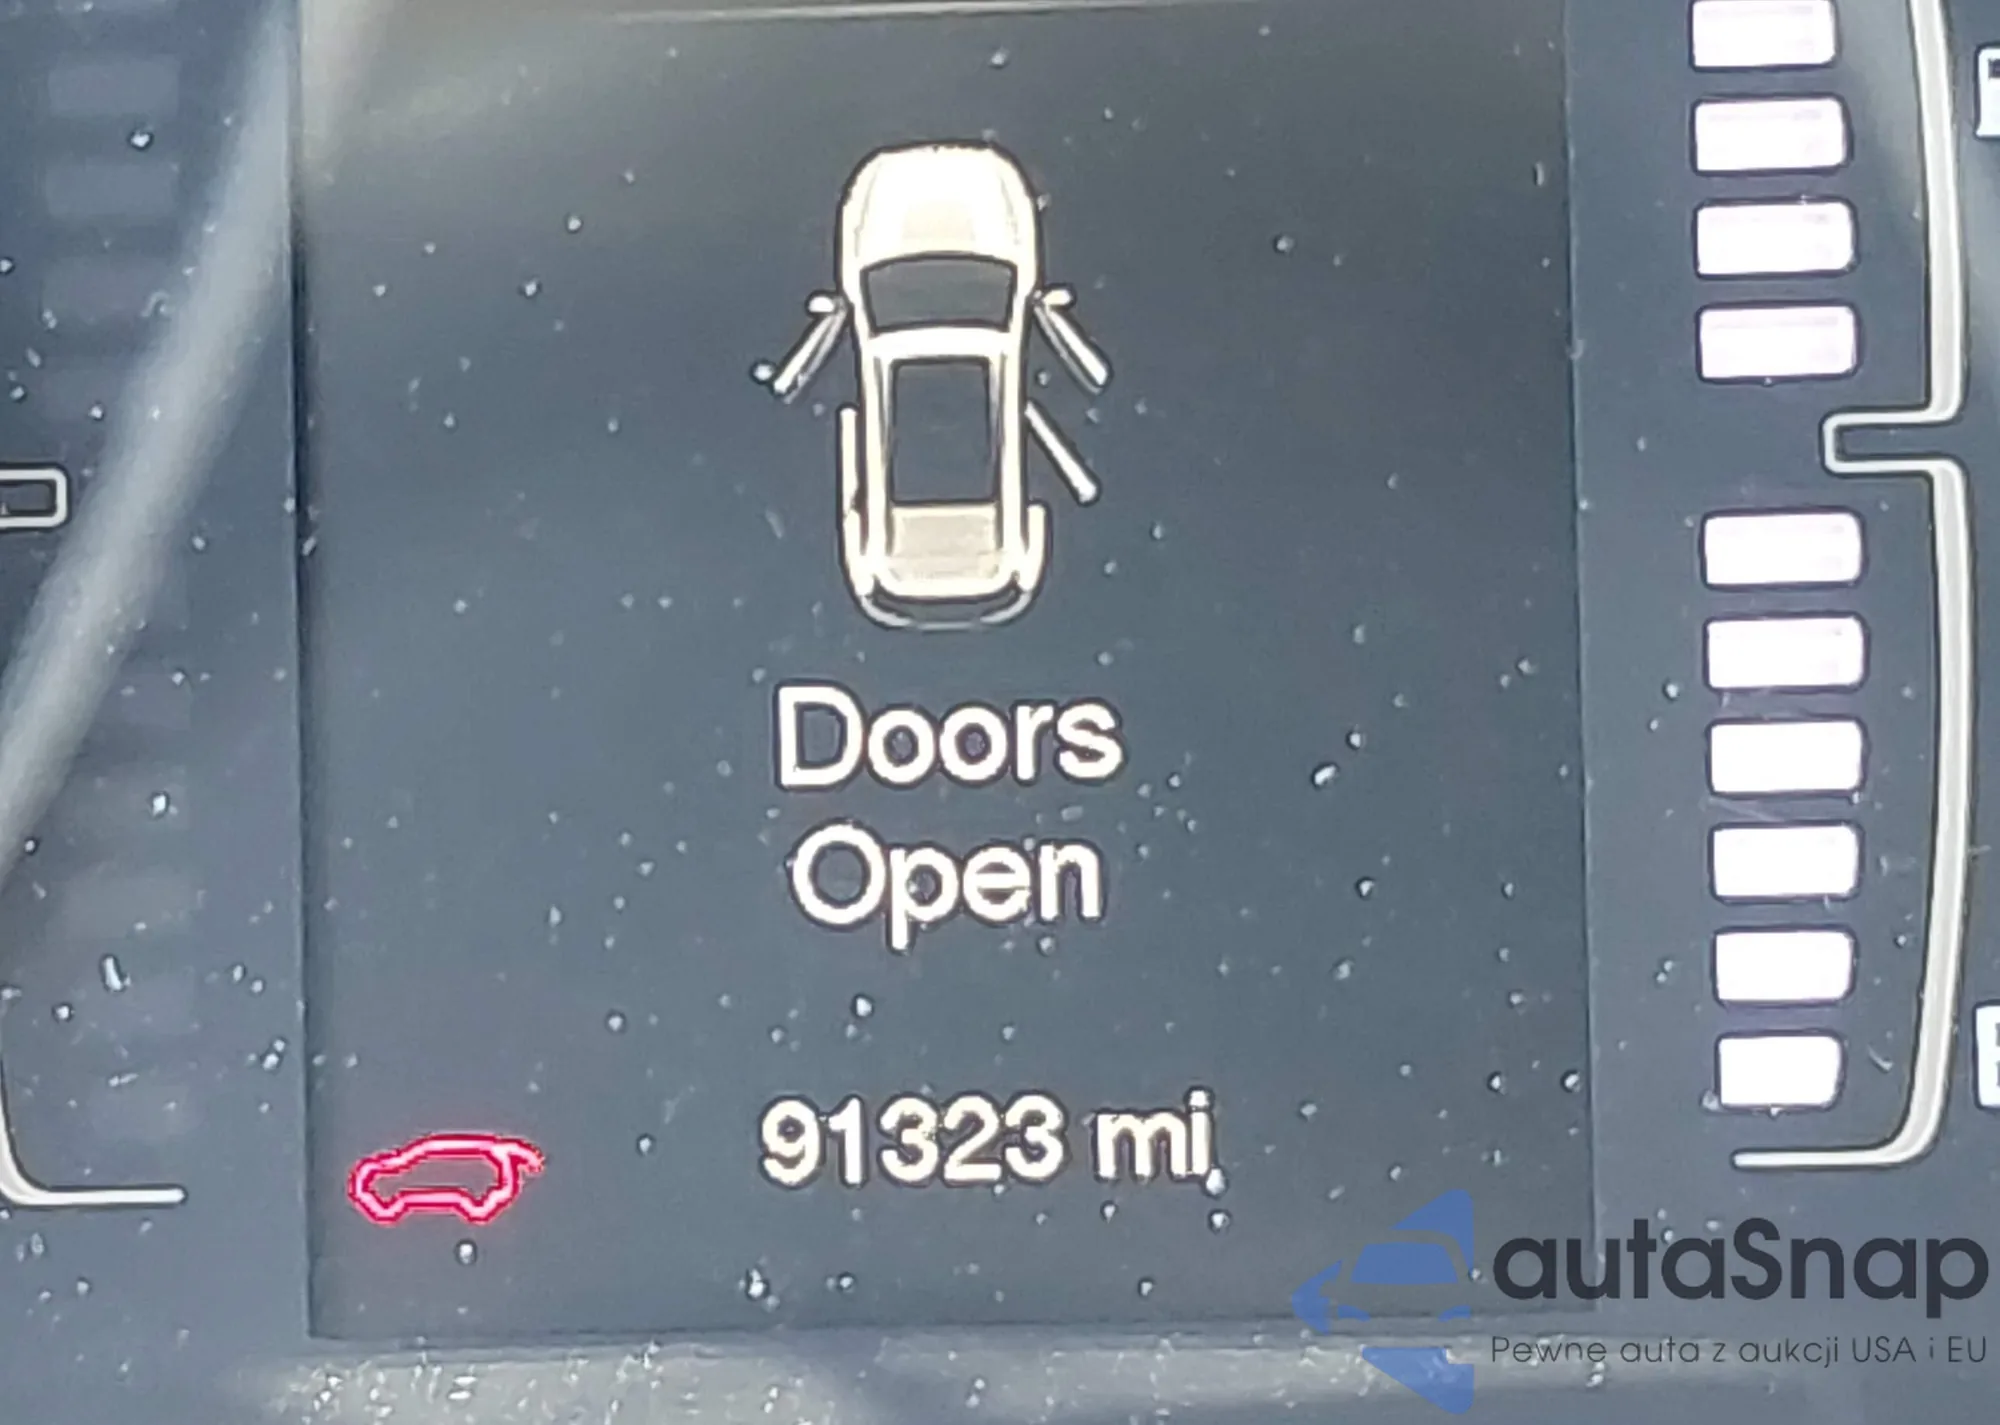 Doors
Open
91323 mi
autaSnap
Pewne auta z aukcji USA i EU